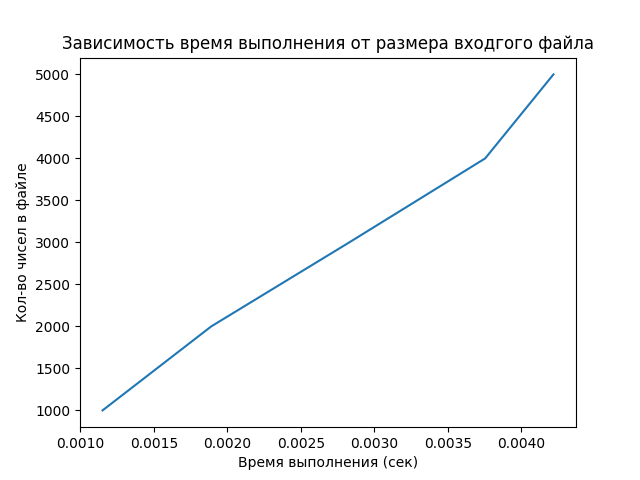 Зависимость время выполнения от размера входгого файла
5000
4500
4000
3500
3000
2500
2000
1500
1000
Кол-во чисел в файле
0.0010 0.0015 0.0020 0.0025 0.0030 0.0035 0.0040
Время выполнения (сек)